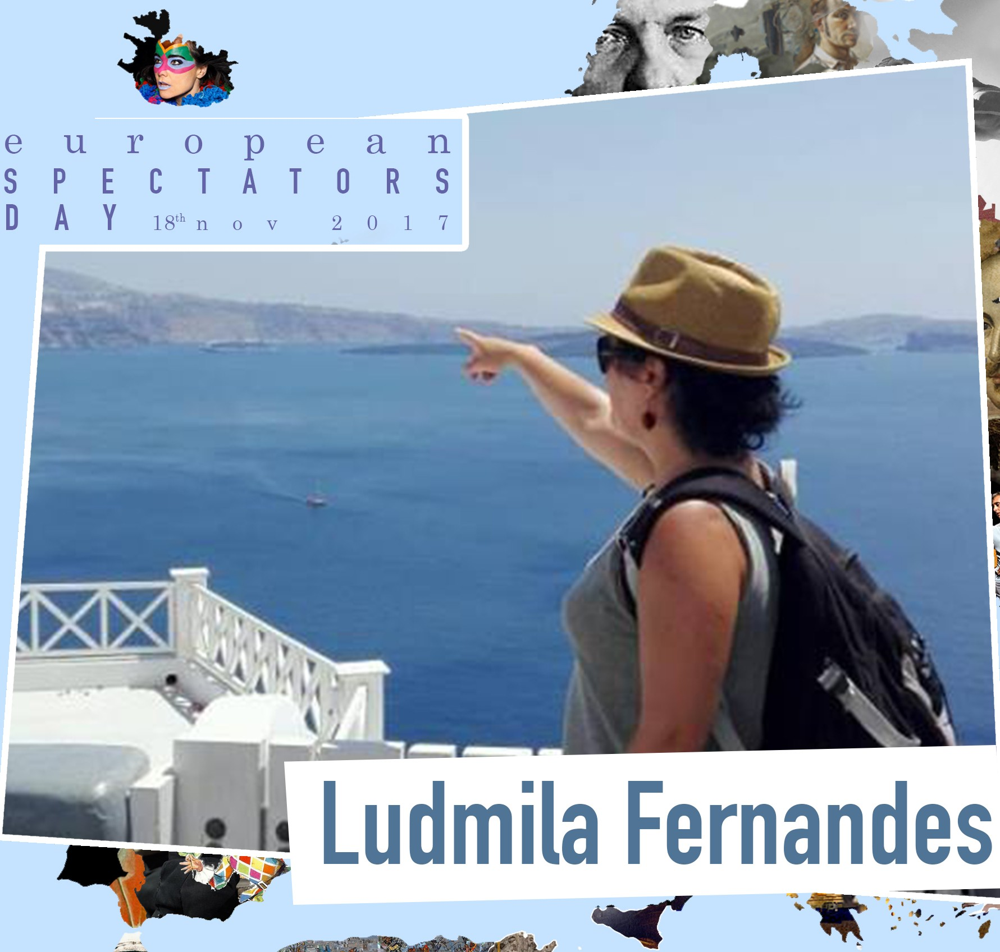 european
SPECTATORS
DAY 18th nov 2017
Ludmila Fernandes